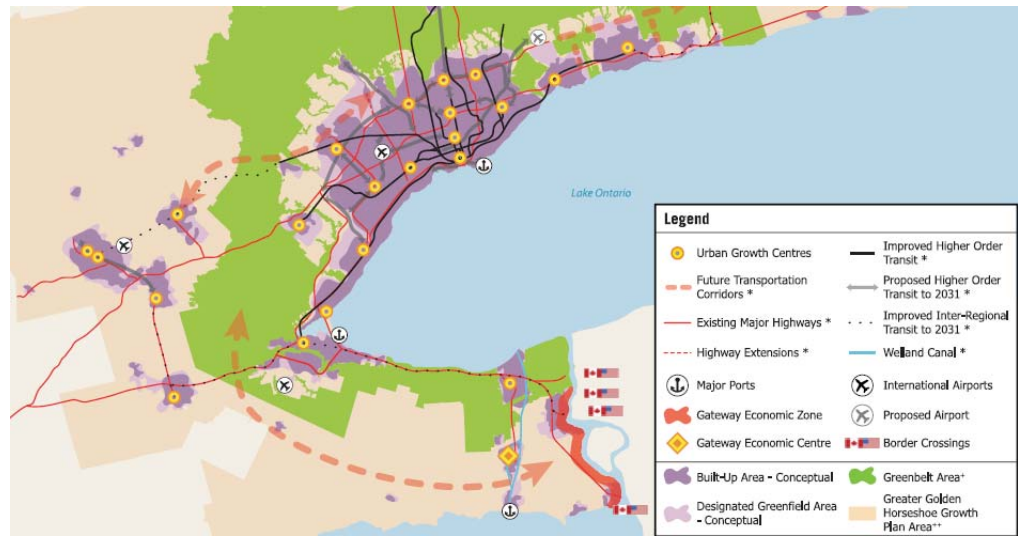 Lake Ontario
Legend
Urban Growth Centres
Future Transportation
Corridors *
Existing Major Highways *
Highway Extensions *
Major Ports
Gateway Economic Zone
Gateway Economic Centre
Improved Higher Order
Transit *
Proposed Higher Order
Transit to 2031 *
Improved Inter-Regional
Transit to 2031 *
Welland Canal *
International Airports
Proposed Airport
Border Crossings
Built-Up Area - Conceptual
Designated Greenfield Area
- Conceptual
Greenbelt Area+
Greater Golden
Horseshoe Growth
Plan Area++